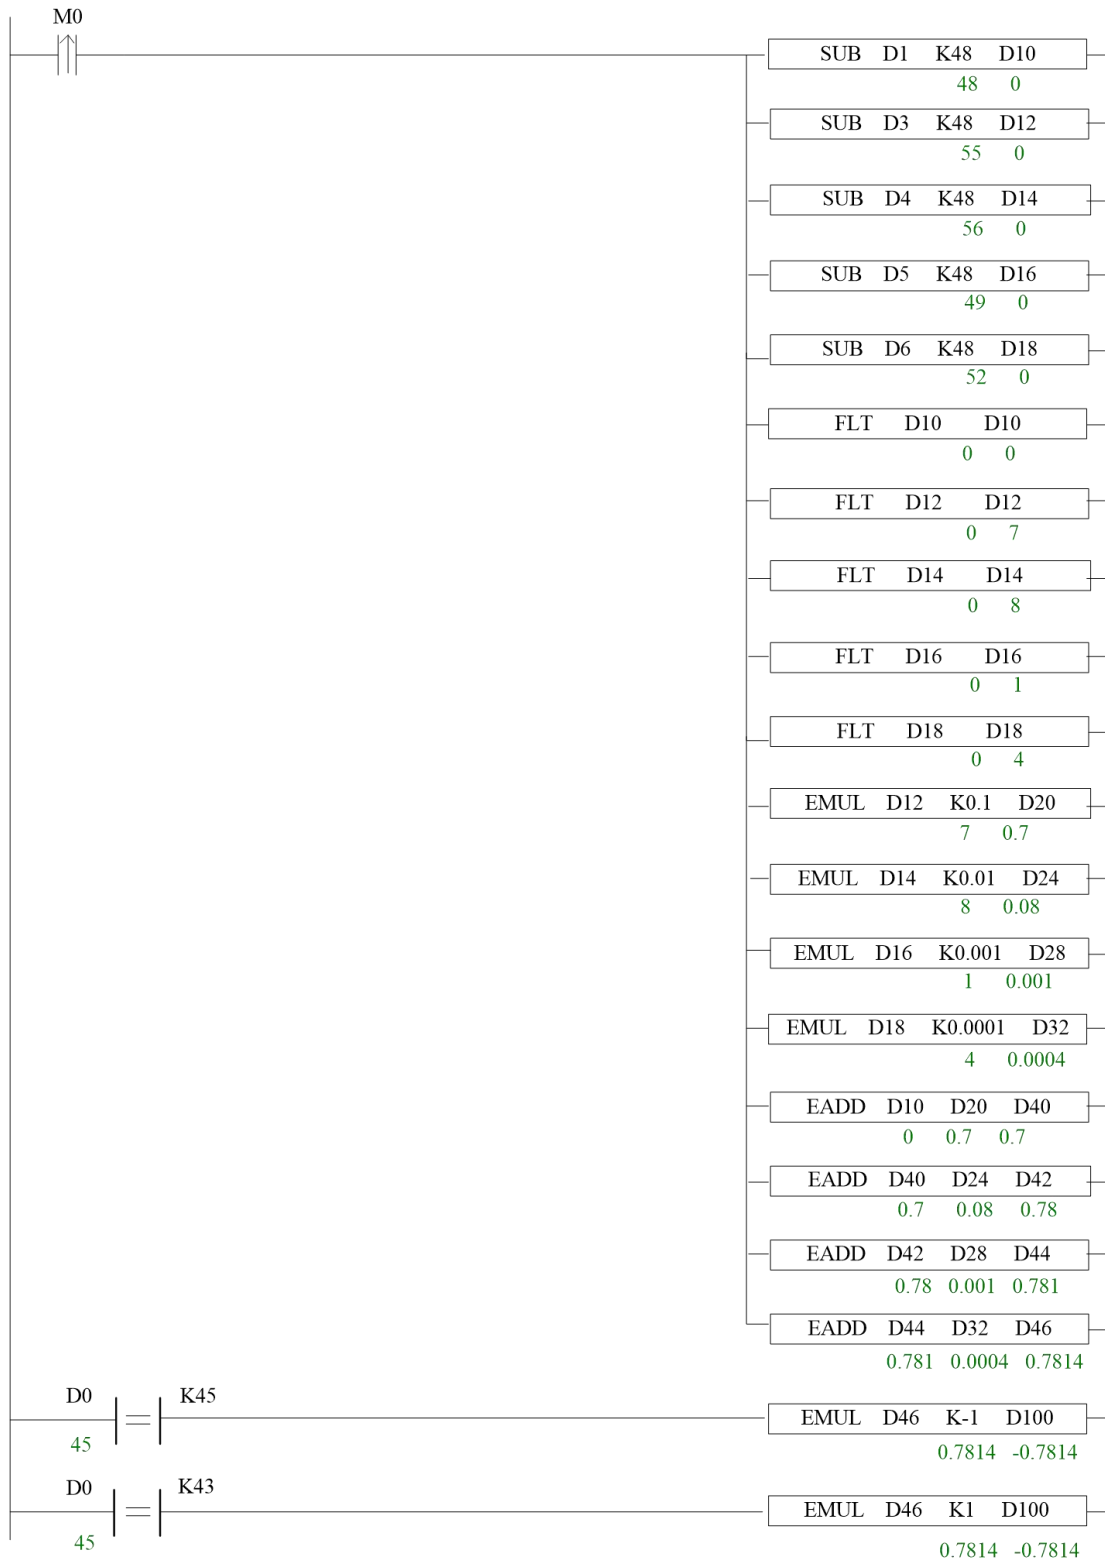 M0
SUB D1 K48 D10
48 0
SUB D3 K48 D12
55 0
SUB D4 K48 D14
56 0
SUB D5 K48 D16
49 0
SUB D6 K48 D18
52 0
FLT D10 D10
0 0
FLT D12 D12
0 7
FLT D14 D14
0 8
FLT D16 D16
0 1
FLT D18 D18
0 4
EMUL D12 K0.1 D20
7 0.7
EMUL D14 K0.01 D24
8 0.08
EMUL D16 K0.001 D28
1 0.001
EMUL D18 K0.0001 D32
4 0.0004
EADD D10 D20 D40
0 0.7 0.7
EADD D40 D24 D42
0.7 0.08 0.78
EADD D42 D28 D44
0.78 0.001 0.781
EADD D44 D32 D46
0.781 0.0004 0.7814
D0 K45
EMUL D46 K-1 D100
45
0.7814 -0.7814
D0 K43
EMUL D46 K1 D100
45
0.7814 -0.7814